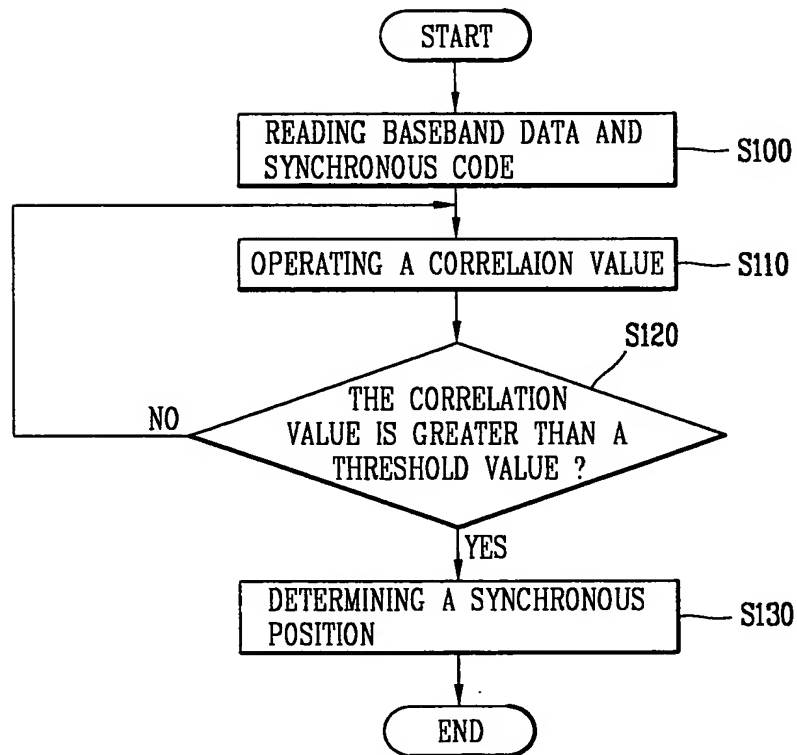 START
READING BASEBAND DATA AND
SYNCHRONOUS CODE
S100
OPERATING A CORRELAION VALUE
S110
S120
THE CORRELATION
VALUE IS GREATER THAN A
THRESHOLD VALUE ?
NO
YES
DETERMINING A SYNCHRONOUS
POSITION
S130
END